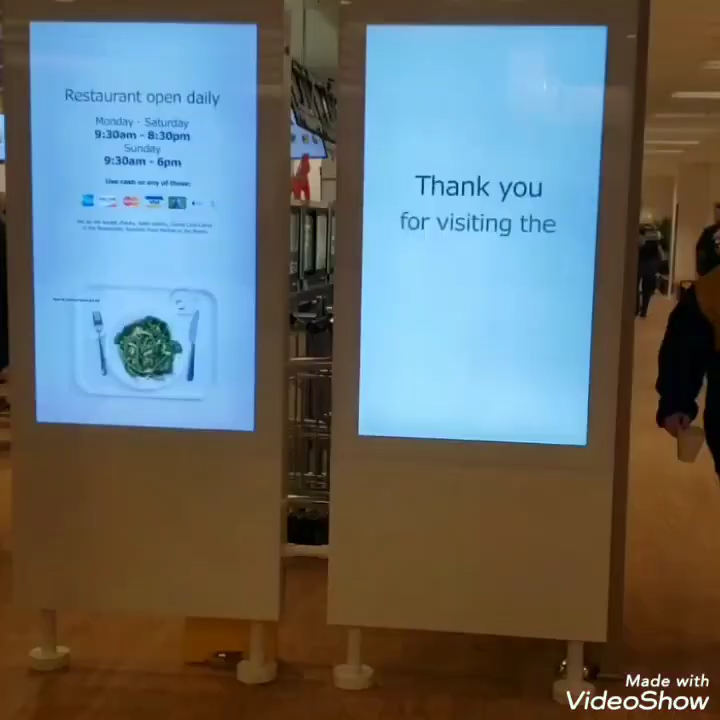 Restaurant open daily
Monday - Saturday
9:30am - 8:30pm
Sunday
9:30am - 6pm
Use cash or any of these:
VISA
Thank you
for visiting the
Made with
VideoShow